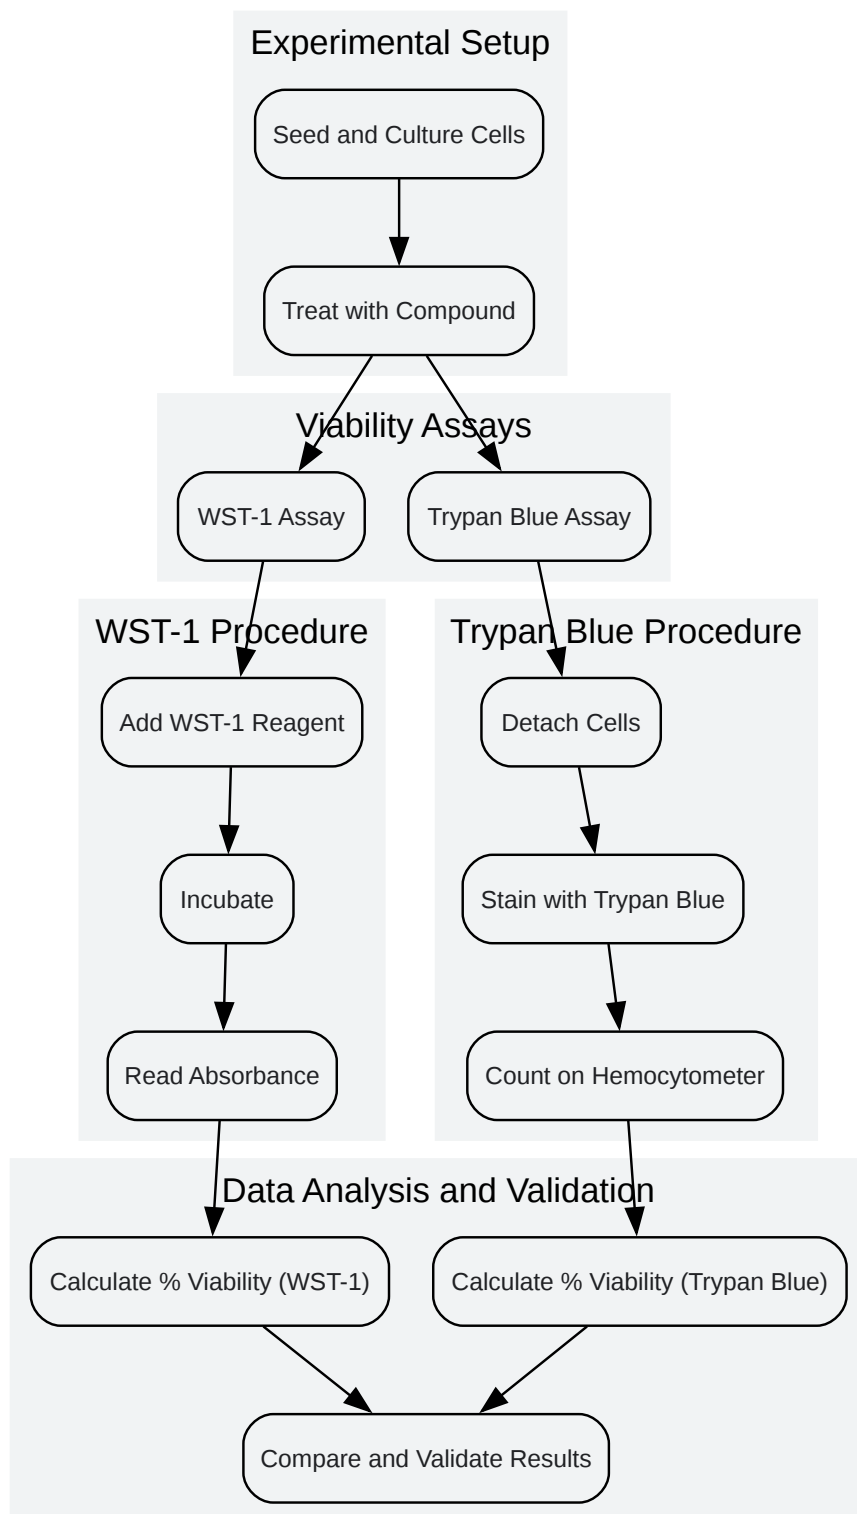 Experimental Setup
Seed and Culture Cells
Treat with Compound
Viability Assays
WST-1 Assay
Trypan Blue Assay
WST-1 Procedure
Trypan Blue Procedure
Add WST-1 Reagent
Detach Cells
Incubate
Stain with Trypan Blue
Read Absorbance
Count on Hemocytometer
Data Analysis and Validation
Calculate % Viability (WST-1)
Calculate % Viability (Trypan Blue)
Compare and Validate Results